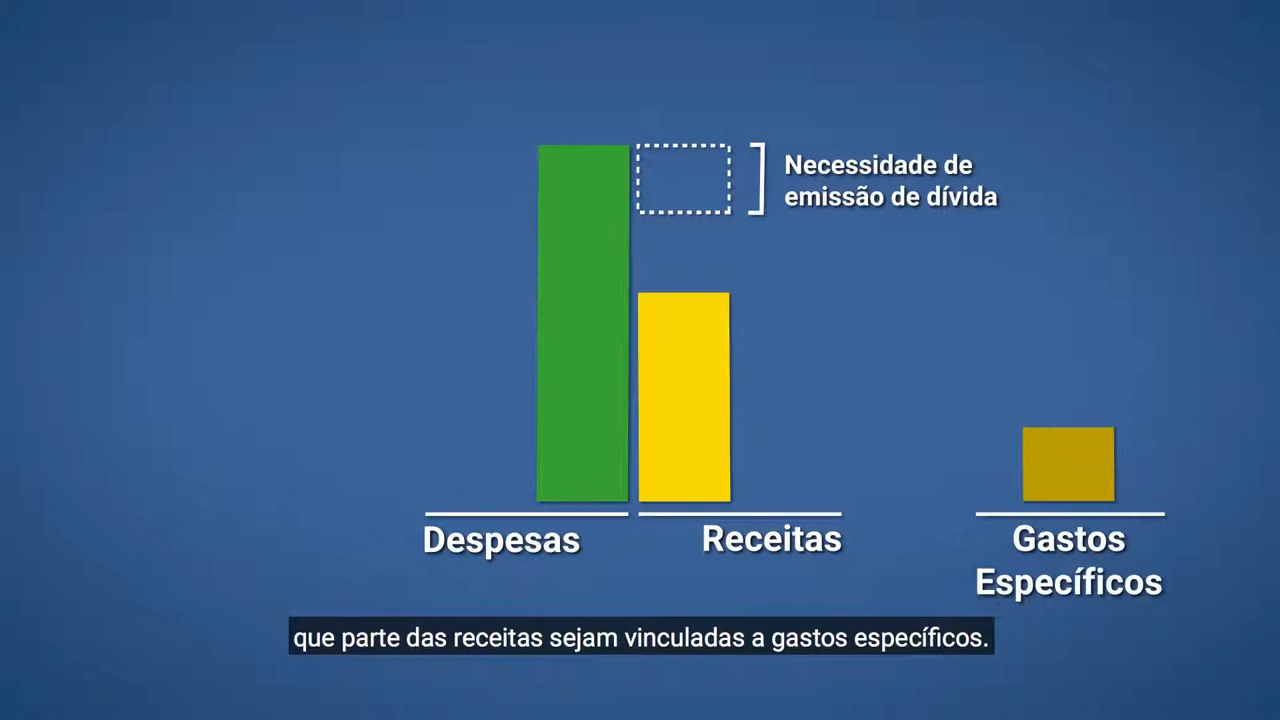 Necessidade de
emissão de dívida
Despesas
Receitas
Gastos
Específicos
que parte das receitas sejam vinculadas a gastos específicos.